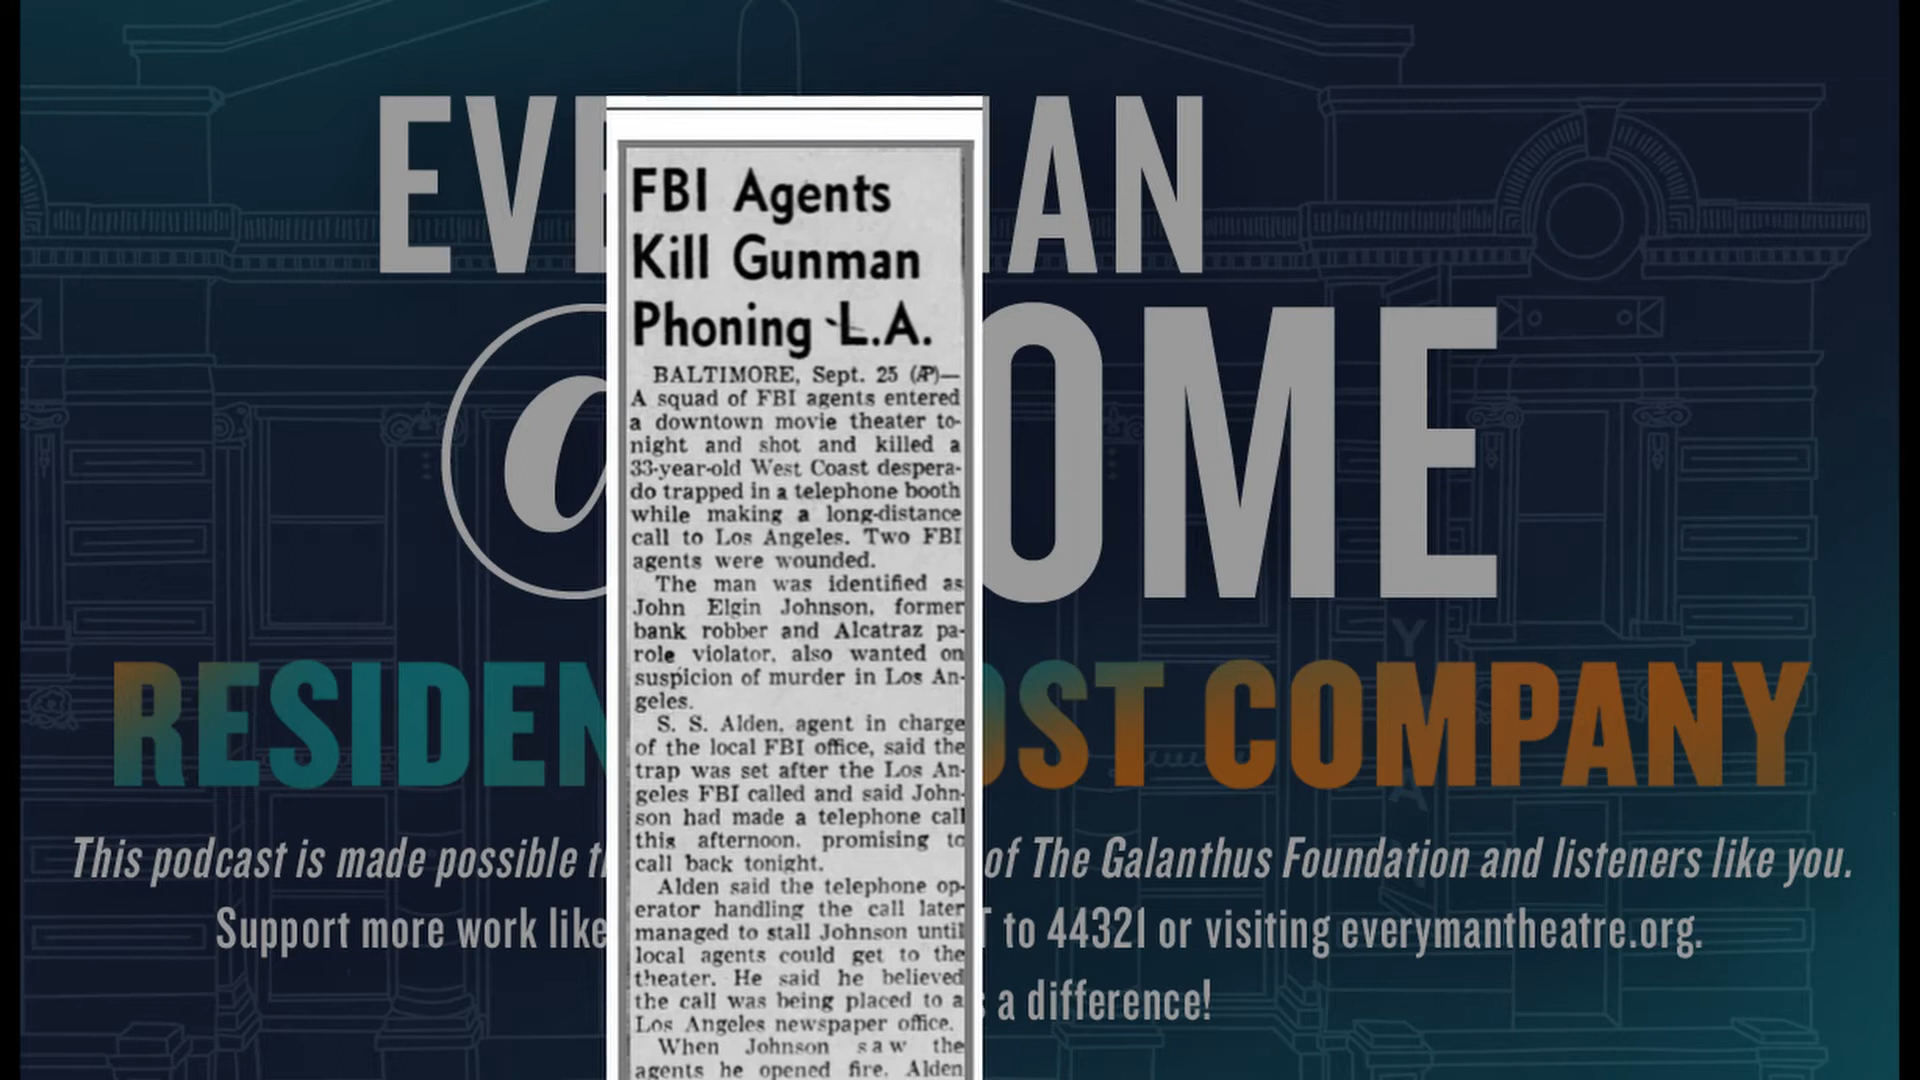 EVE
AN
@
OME
RESIDEN
OST COMPANY
This podcast is made possible
of The Galanthus Foundation and listeners like you.
Support more work like
to 44321 or visiting everymantheatre.org.
a difference!
FBI Agents
Kill Gunman
Phoning L.A.
BALTIMORE, Sept. 25 (AP)—
A squad of FBI agents entered
a downtown movie theater to-
night and shot and killed a
33-year-old West Coast despera-
do trapped in a telephone booth
while making a long-distance
call to Los Angeles. Two FBI
agents were wounded.
The man was identified as
John Elgin Johnson, former
bank robber and Alcatraz pa-
role violator, also wanted on
suspicion of murder in Los An-
geles.
S. S. Alden, agent in charge
of the local FBI office, said the
trap was set after the Los An-
geles FBI called and said John-
son had made a telephone call
this afternoon, promising to
call back tonight.
Alden said the telephone op-
erator handling the call later
managed to stall Johnson until
local agents could get to the
theater. He said he believed
the call was being placed to a
Los Angeles newspaper office.
When Johnson saw the
agents he opened fire. Alden